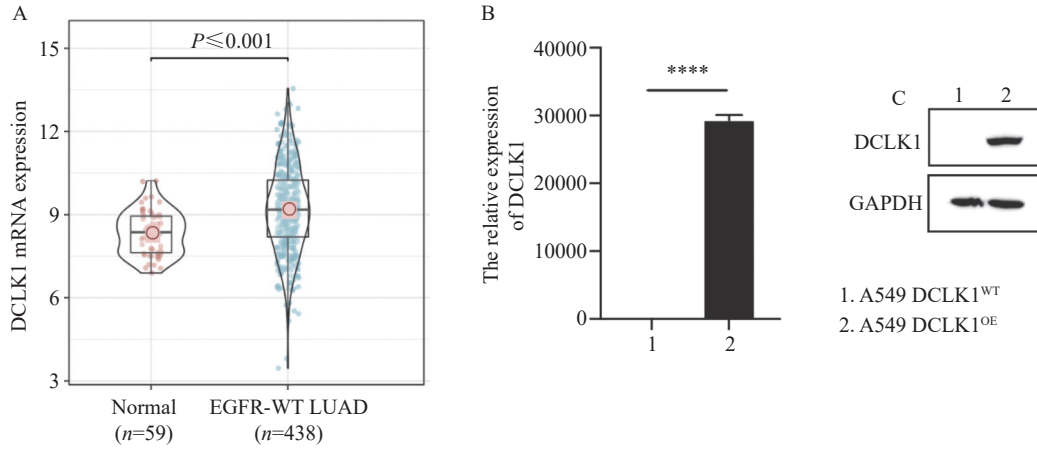 A
DCLK1 mRNA expression
15
12
9
6
3
P≤0.001
Normal
(n=59)
EGFR-WT LUAD
(n=438)
B
The relative expression
of DCLK1
40000
30000
20000
10000
0
****
1
2
C
1 2
DCLK1
GAPDH
1. A549 DCLK1ᵂᵀ
2. A549 DCLK1ᴼᴱ